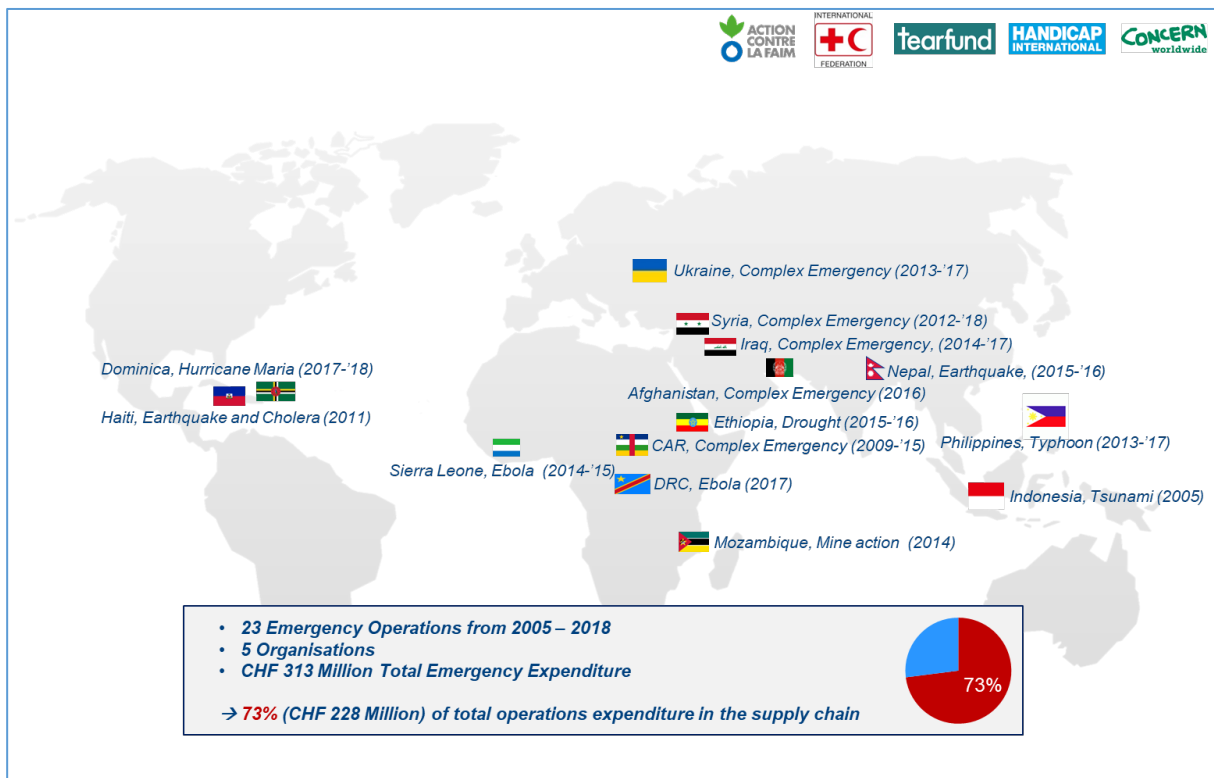 ACTION
CONTRE
LA FAIM
INTERNATIONAL
FEDERATION
tearfund
HANDICAP
INTERNATIONAL
CONCERN
worldwide
Ukraine, Complex Emergency (2013-’17)
Syria, Complex Emergency (2012-’18)
Iraq, Complex Emergency, (2014-’17)
Dominica, Hurricane Maria (2017-’18)
Nepal, Earthquake, (2015-’16)
Afghanistan, Complex Emergency (2016)
Haiti, Earthquake and Cholera (2011)
Ethiopia, Drought (2015-’16)
Philippines, Typhoon (2013-’17)
CAR, Complex Emergency (2009-’15)
Sierra Leone, Ebola (2014-’15)
DRC, Ebola (2017)
Indonesia, Tsunami (2005)
Mozambique, Mine action (2014)
• 23 Emergency Operations from 2005 – 2018
• 5 Organisations
• CHF 313 Million Total Emergency Expenditure
→ 73% (CHF 228 Million) of total operations expenditure in the supply chain
73%